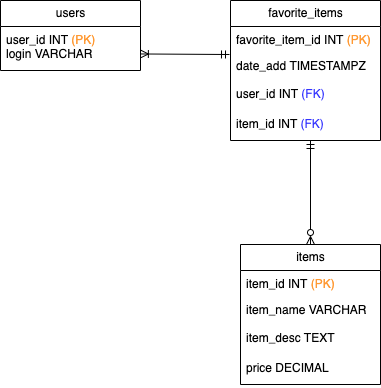 users
user_id INT (PK)
login VARCHAR
favorite_items
favorite_item_id INT (PK)
date_add TIMESTAMPZ
user_id INT (FK)
item_id INT (FK)
items
item_id INT (PK)
item_name VARCHAR
item_desc TEXT
price DECIMAL